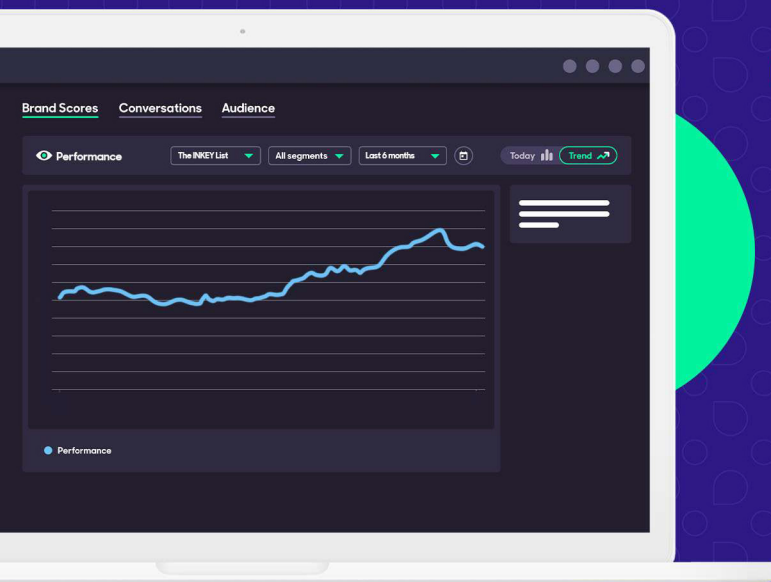 Brand Scores Conversations Audience
Performance The INKEY List All segments Last 6 months Today Trend
Performance